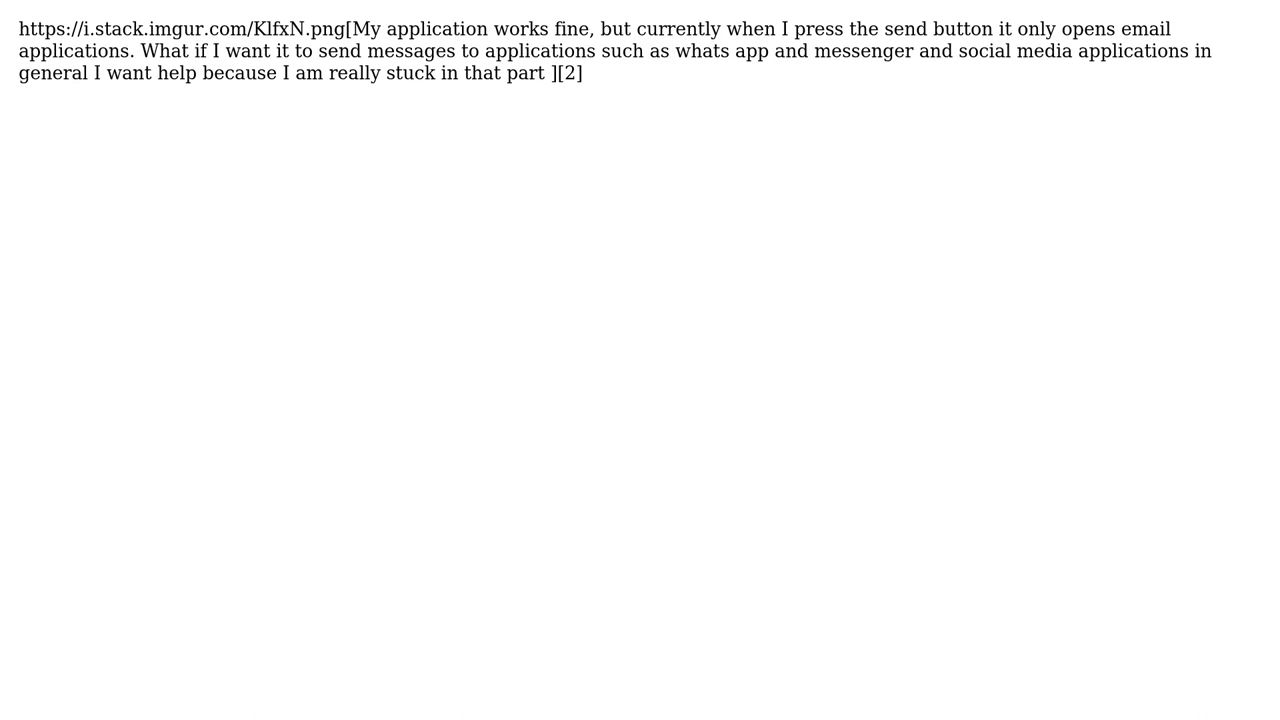 https://i.stack.imgur.com/KlfxN.png[My application works fine, but currently when I press the send button it only opens email
applications. What if I want it to send messages to applications such as whats app and messenger and social media applications in
general I want help because I am really stuck in that part ][2]